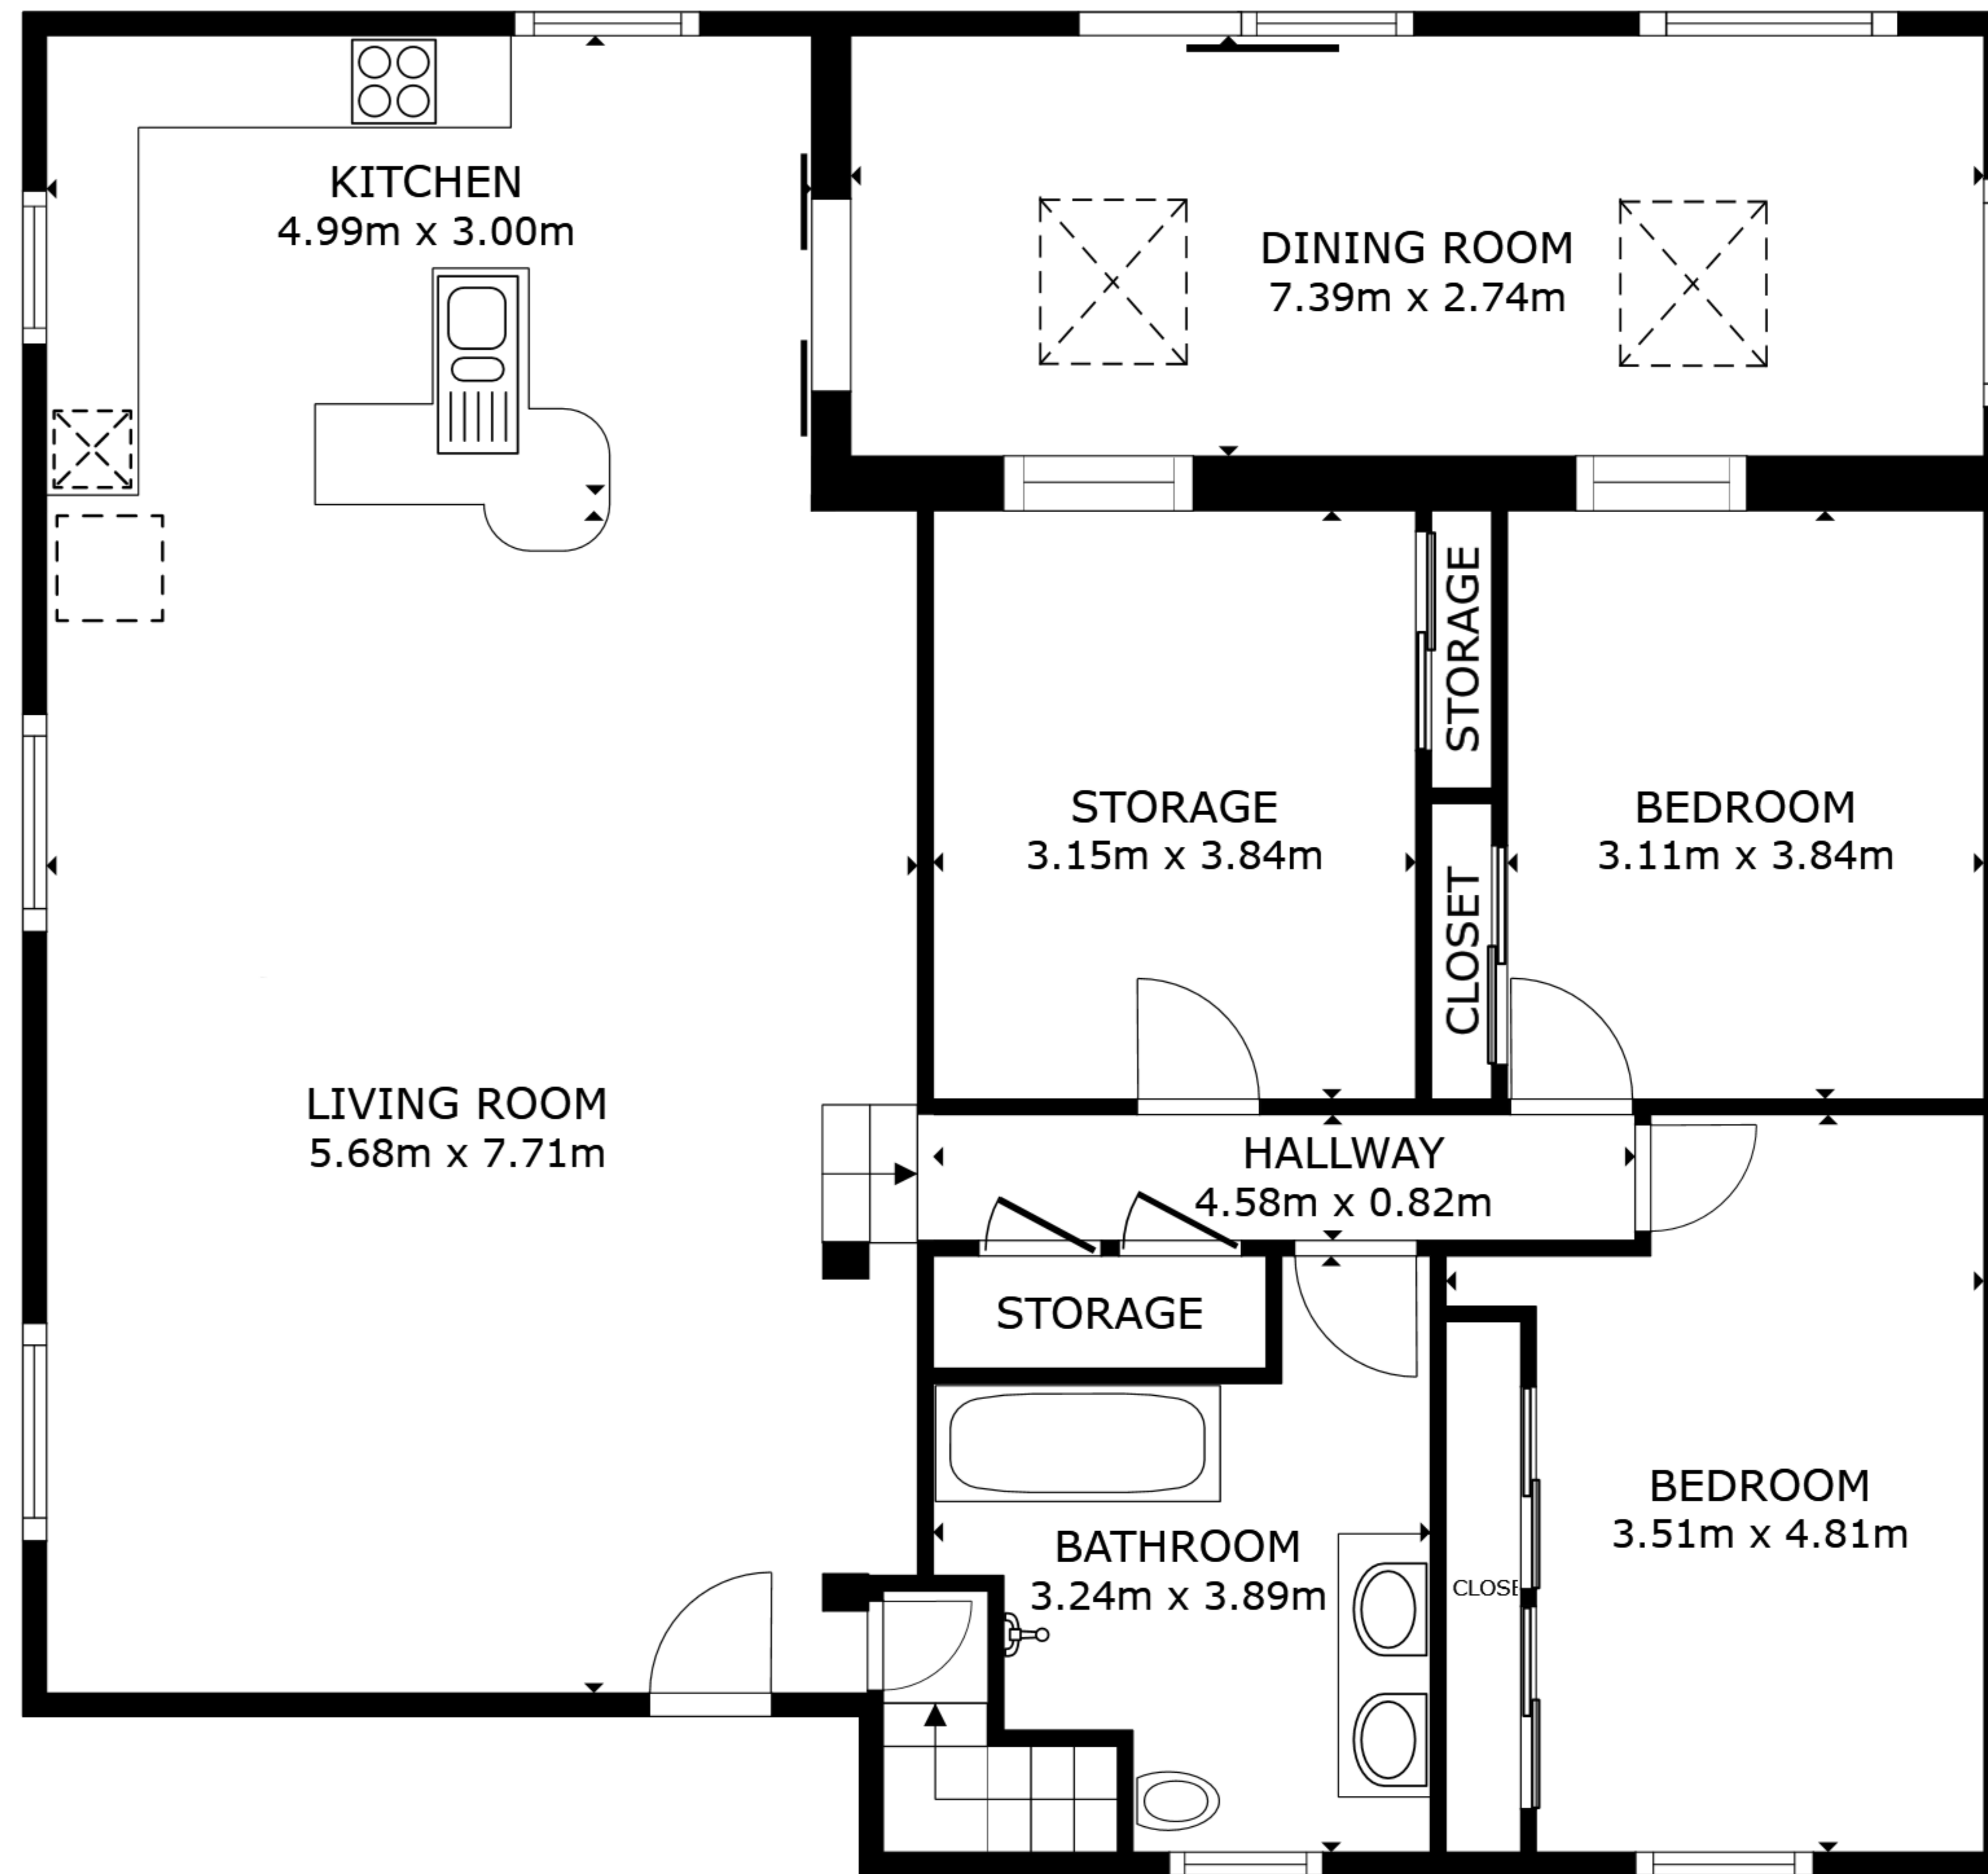 KITCHEN
4.99m x 3.00m
DINING ROOM
7.39m x 2.74m
STORAGE
STORAGE
3.15m x 3.84m
BEDROOM
3.11m x 3.84m
CLOSET
LIVING ROOM
5.68m x 7.71m
HALLWAY
4.58m x 0.82m
STORAGE
BEDROOM
3.51m x 4.81m
BATHROOM
3.24m x 3.89m
CLOSE